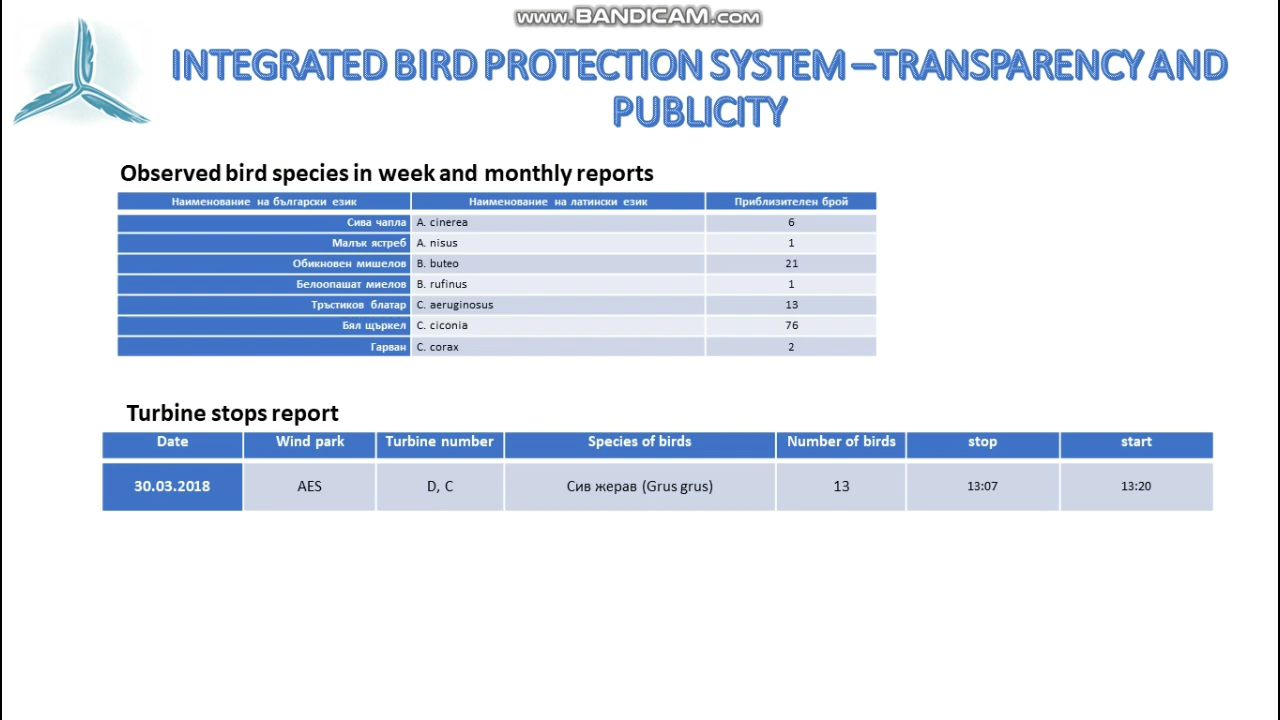 www.BANDICAM.com
INTEGRATED BIRD PROTECTION SYSTEM –TRANSPARENCY AND
PUBLICITY
Observed bird species in week and monthly reports
Наименование на български език Наименование на латински език Приблизителен брой
Сива чапла A. cinerea 6
Малък ястреб A. nisus 1
Обикновен мишелов B. buteo 21
Белоопашат миелов B. rufinus 1
Тръстиков блатар C. aeruginosus 13
Бял щъркел C. ciconia 76
Гарван C. corax 2
Turbine stops report
Date Wind park Turbine number Species of birds Number of birds stop start
30.03.2018 AES D, C Сив жерав (Grus grus) 13 13:07 13:20